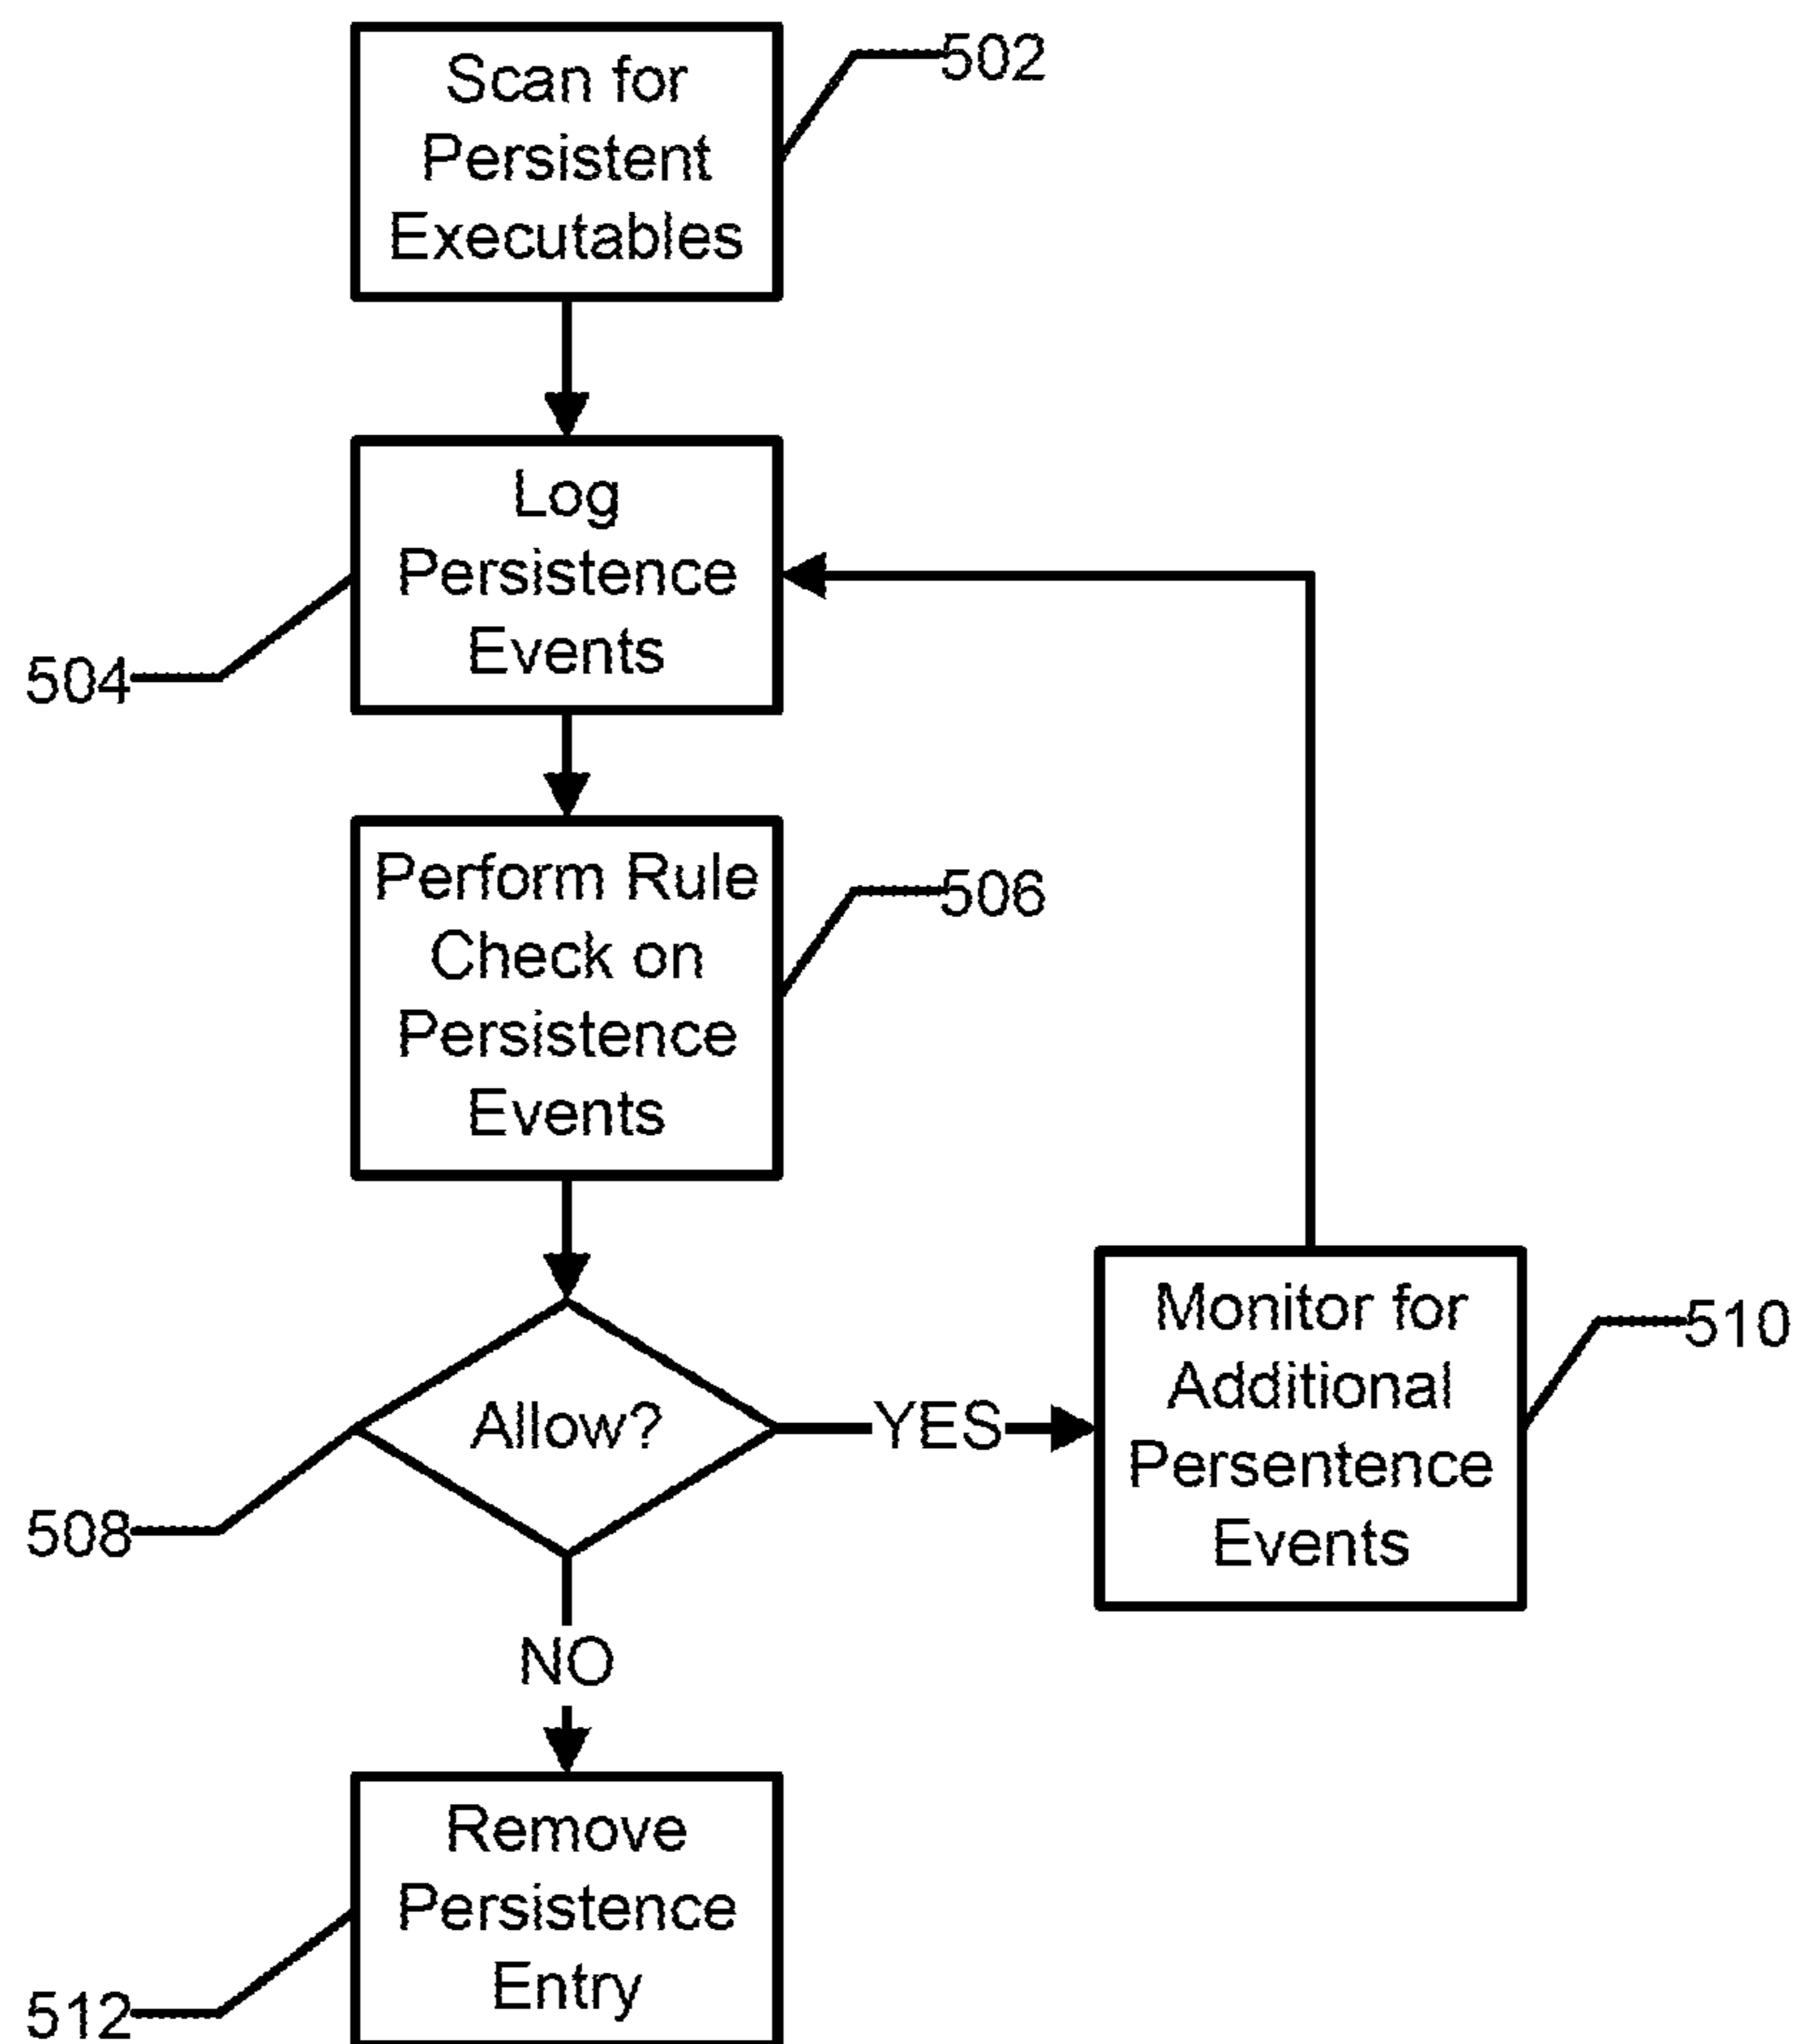 Scan for
Persistent
Executables
502
Log
Persistence
Events
504
Perform Rule
Check on
Persistence
Events
506
Allow?
508
YES
Monitor for
Additional
Persentence
Events
510
NO
Remove
Persistence
Entry
512